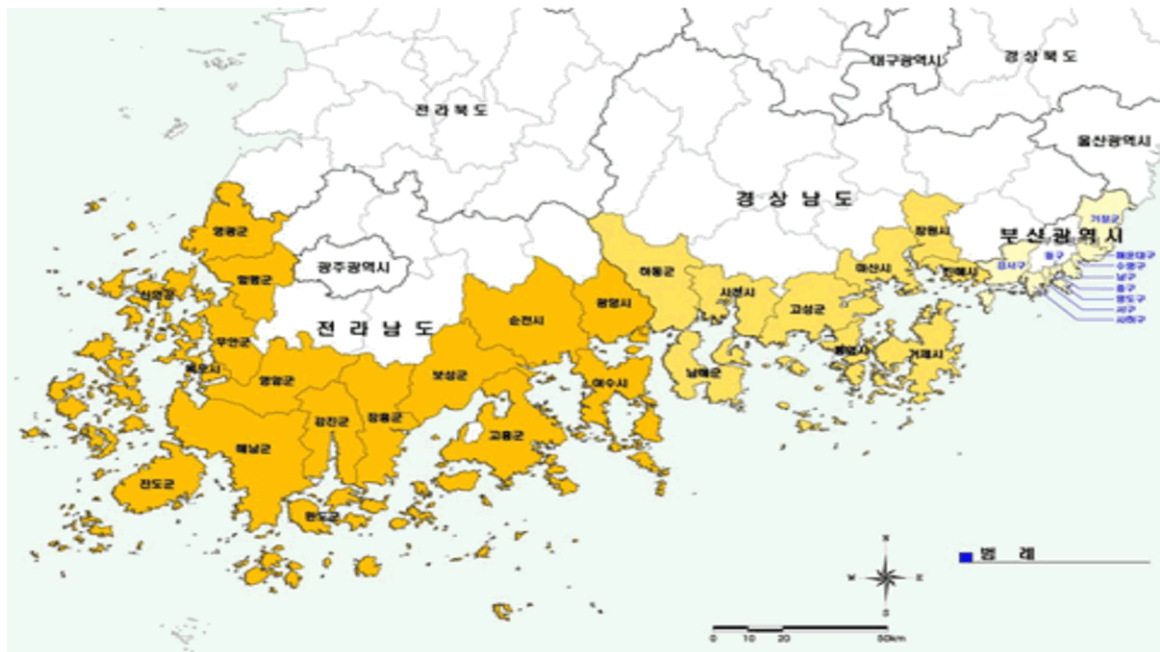 대구광역시
경 상 북 도
전 라 북 도
울산광역시
경 상 남 도
기장군
영광군
창원시
부 산 광 역 시
광주광역시
해운대구
함평군
신안군
하동군
마산시
진해시
강서구
수영구
남구
중구
영도구
서구
사하구
순천시
광양시
사천시
고성군
전 라 남 도
무안군
목포시
영암군
보성군
여수시
남해군
통영시
거제시
강진군
장흥군
고흥군
해남군
진도군
완도군
N
W
E
S
범 례
0
10
20
50km